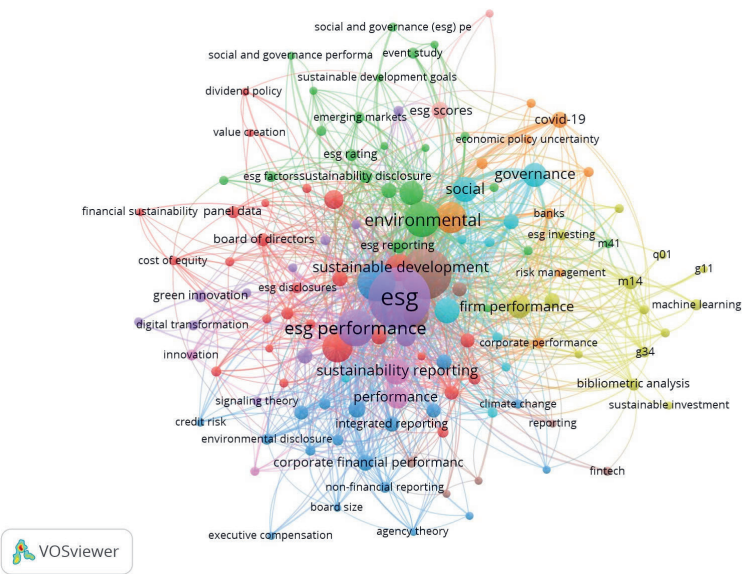 social and governance (esg) pe
social and governance performa
event study
sustainable development goals
dividend policy
esg scores
emerging markets
covid-19
value creation
economic policy uncertainty
esg rating
esg factors
sustainability disclosure
governance
social
financial sustainability
panel data
environmental
banks
esg investing
board of directors
esg reporting
m41
q01
cost of equity
sustainable development
risk management
g11
esg disclosures
m14
green innovation
esg
firm performance
machine learning
digital transformation
esg performance
corporate performance
innovation
g34
sustainability reporting
bibliometric analysis
signaling theory
performance
climate change
sustainable investment
credit risk
integrated reporting
reporting
environmental disclosure
corporate financial performanc
fintech
non-financial reporting
board size
executive compensation
agency theory
VOSviewer